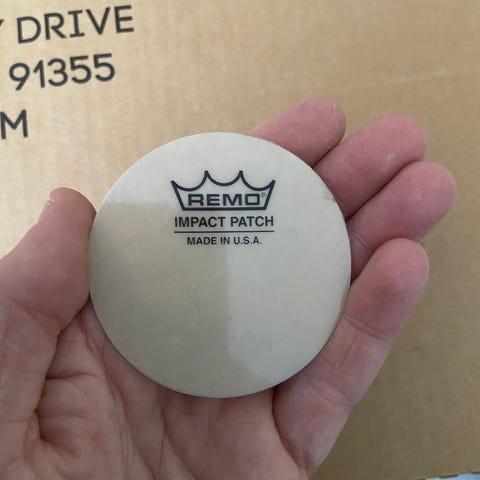 DRIVE
91355
M
REMO®
IMPACT PATCH
MADE IN U.S.A.